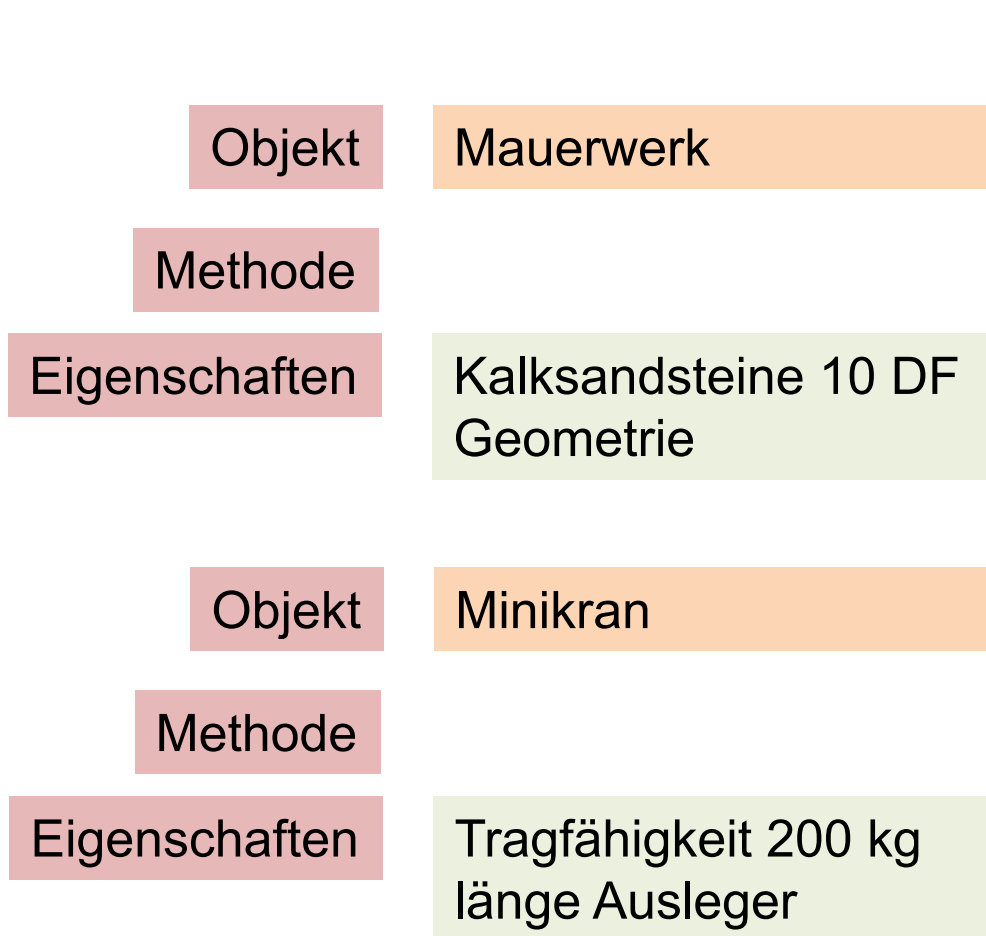 Objekt Mauerwerk
Methode
Eigenschaften Kalksandsteine 10 DF
Geometrie
Objekt Minikran
Methode
Eigenschaften Tragfähigkeit 200 kg
länge Ausleger